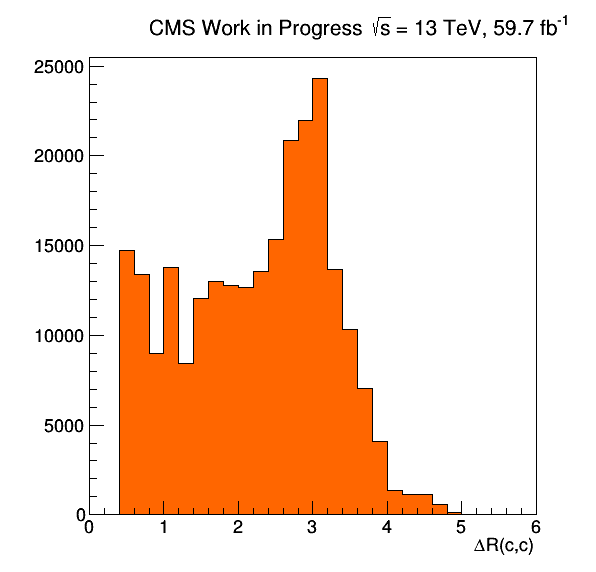 CMS Work in Progress √s = 13 TeV, 59.7 fb⁻¹
25000
20000
15000
10000
5000
0
0 1 2 3 4 5 6
ΔR(c,c)